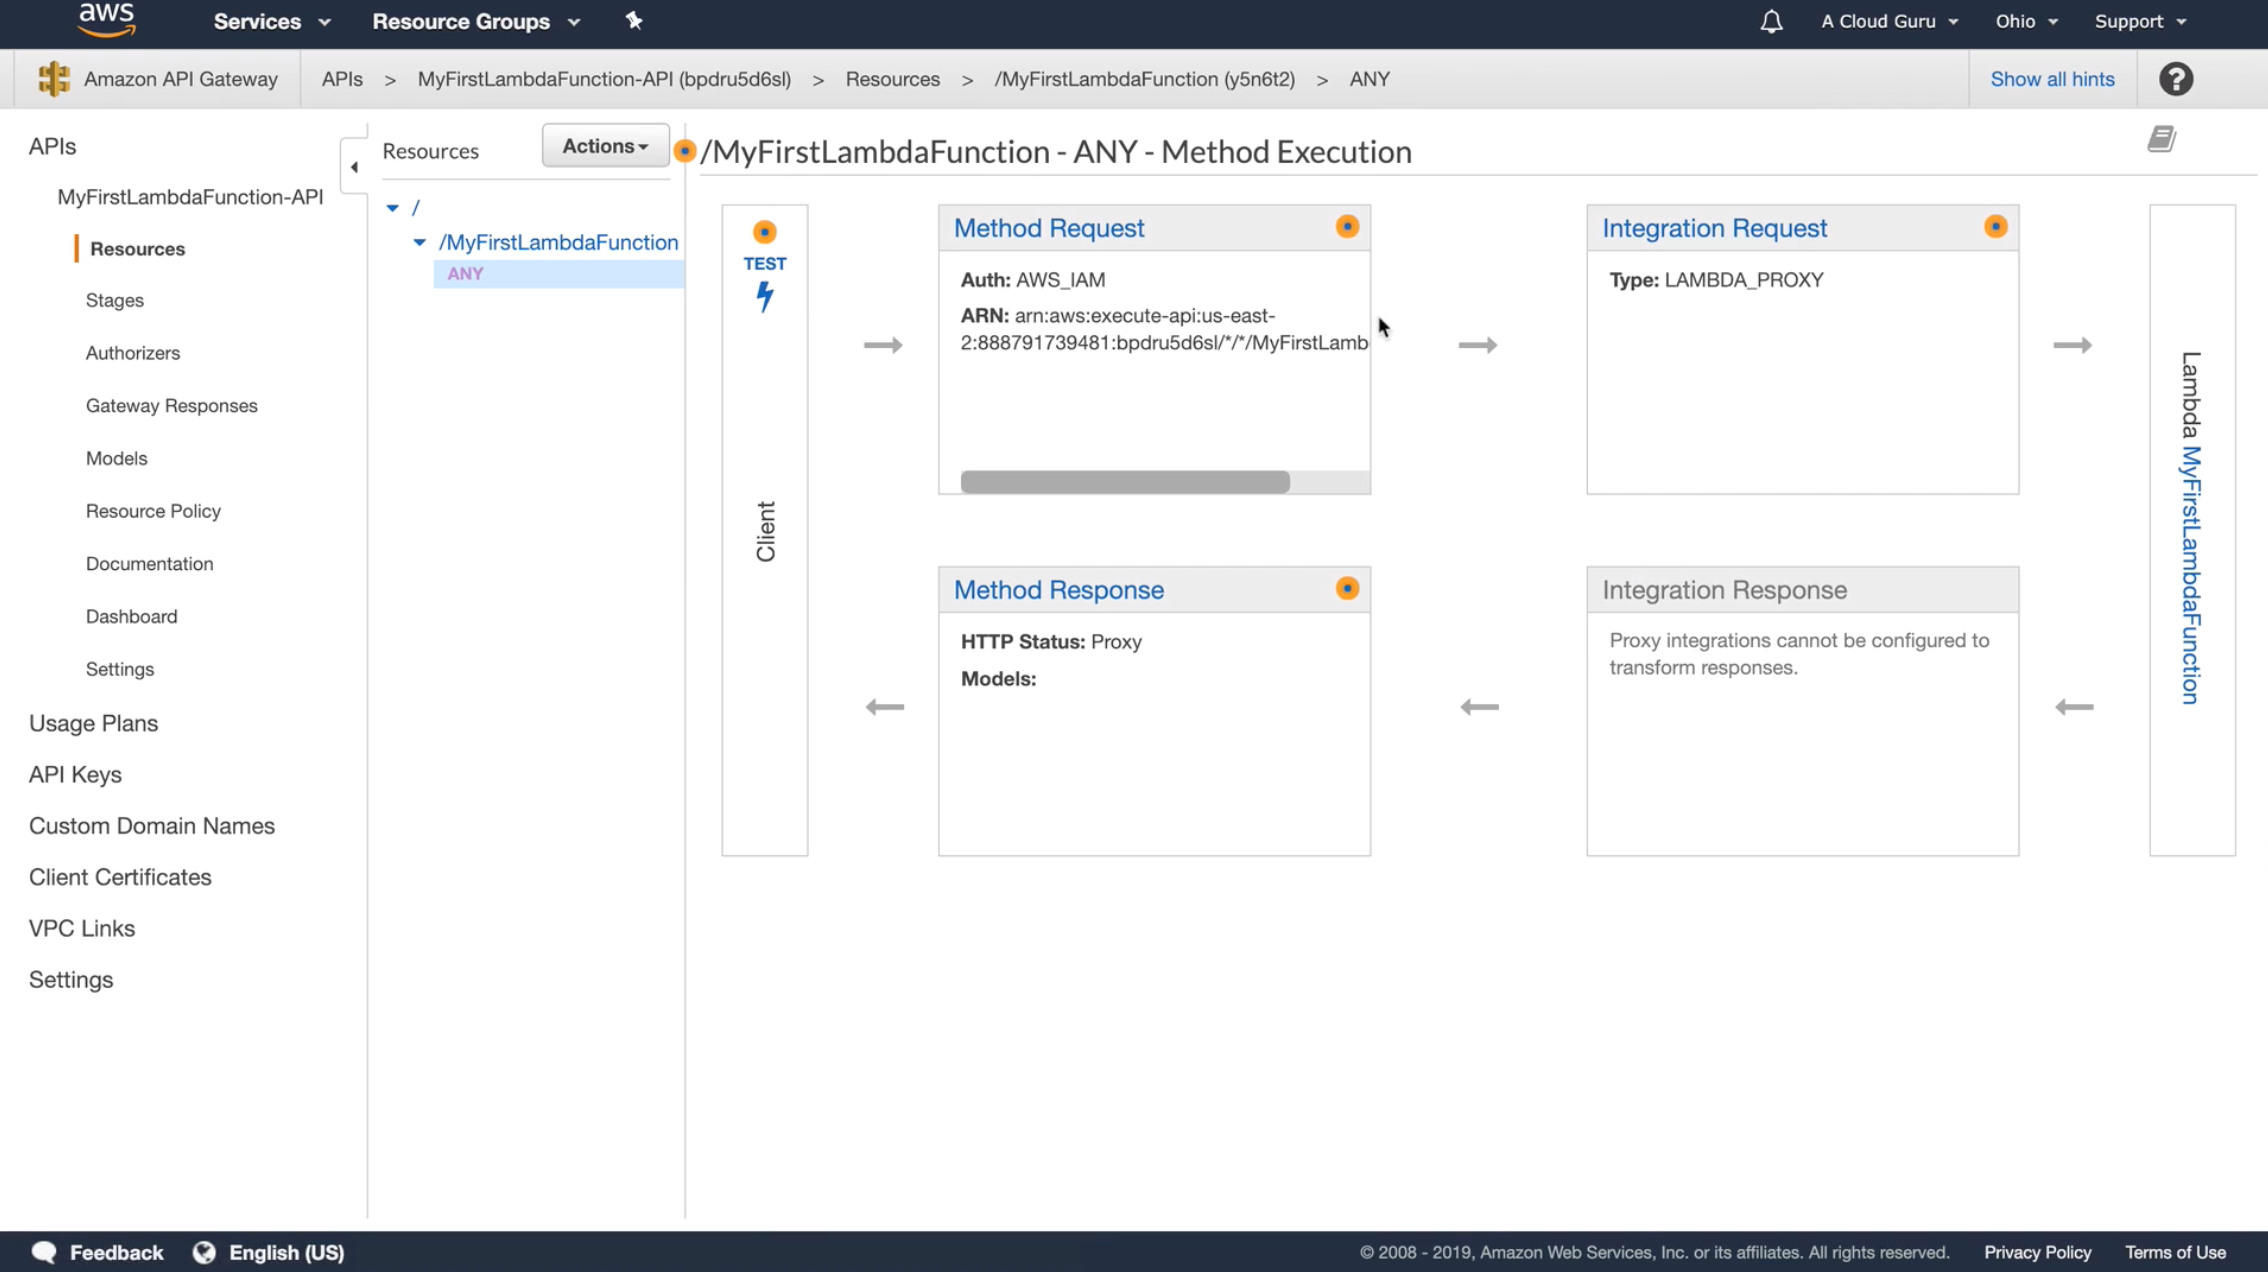 aws Services Resource Groups A Cloud Guru Ohio Support
Amazon API Gateway APIs > MyFirstLambdaFunction-API (bpdru5d6sl) > Resources > /MyFirstLambdaFunction (y5n6t2) > ANY Show all hints ?
APIs
MyFirstLambdaFunction-API
Resources
Stages
Authorizers
Gateway Responses
Models
Resource Policy
Documentation
Dashboard
Settings
Usage Plans
API Keys
Custom Domain Names
Client Certificates
VPC Links
Settings
Resources Actions
/
/MyFirstLambdaFunction
ANY
/MyFirstLambdaFunction - ANY - Method Execution
TEST
Client
Method Request
Auth: AWS_IAM
ARN: arn:aws:execute-api:us-east-
2:888791739481:bpdru5d6sl/*/*/MyFirstLamb
Integration Request
Type: LAMBDA_PROXY
Lambda MyFirstLambdaFunction
Method Response
HTTP Status: Proxy
Models:
Integration Response
Proxy integrations cannot be configured to
transform responses.
Feedback English (US) © 2008 - 2019, Amazon Web Services, Inc. or its affiliates. All rights reserved. Privacy Policy Terms of Use